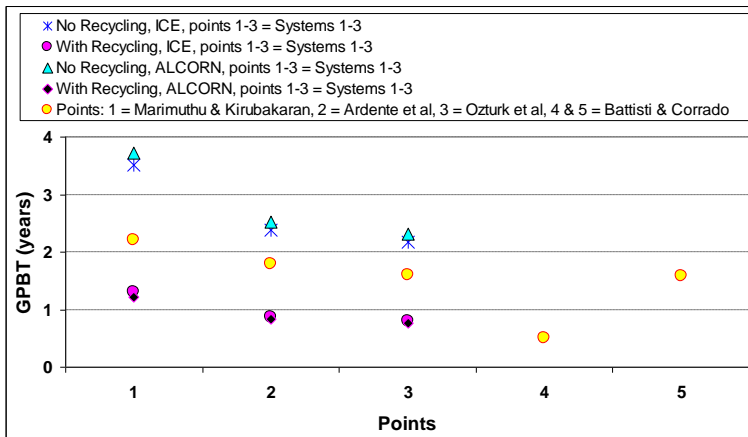 No Recycling, ICE, points 1-3 = Systems 1-3
With Recycling, ICE, points 1-3 = Systems 1-3
No Recycling, ALCORN, points 1-3 = Systems 1-3
With Recycling, ALCORN, points 1-3 = Systems 1-3
Points: 1 = Marimuthu & Kirubakaran, 2 = Ardente et al, 3 = Ozturk et al, 4 & 5 = Battisti & Corrado
4
3
2
1
0
GPBT (years)
1 2 3 4 5
Points